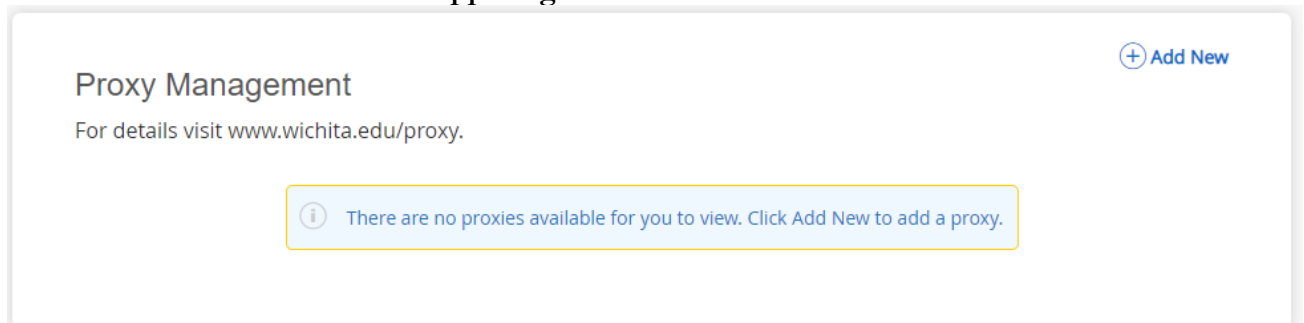 Add New
Proxy Management
For details visit www.wichita.edu/proxy.
There are no proxies available for you to view. Click Add New to add a proxy.